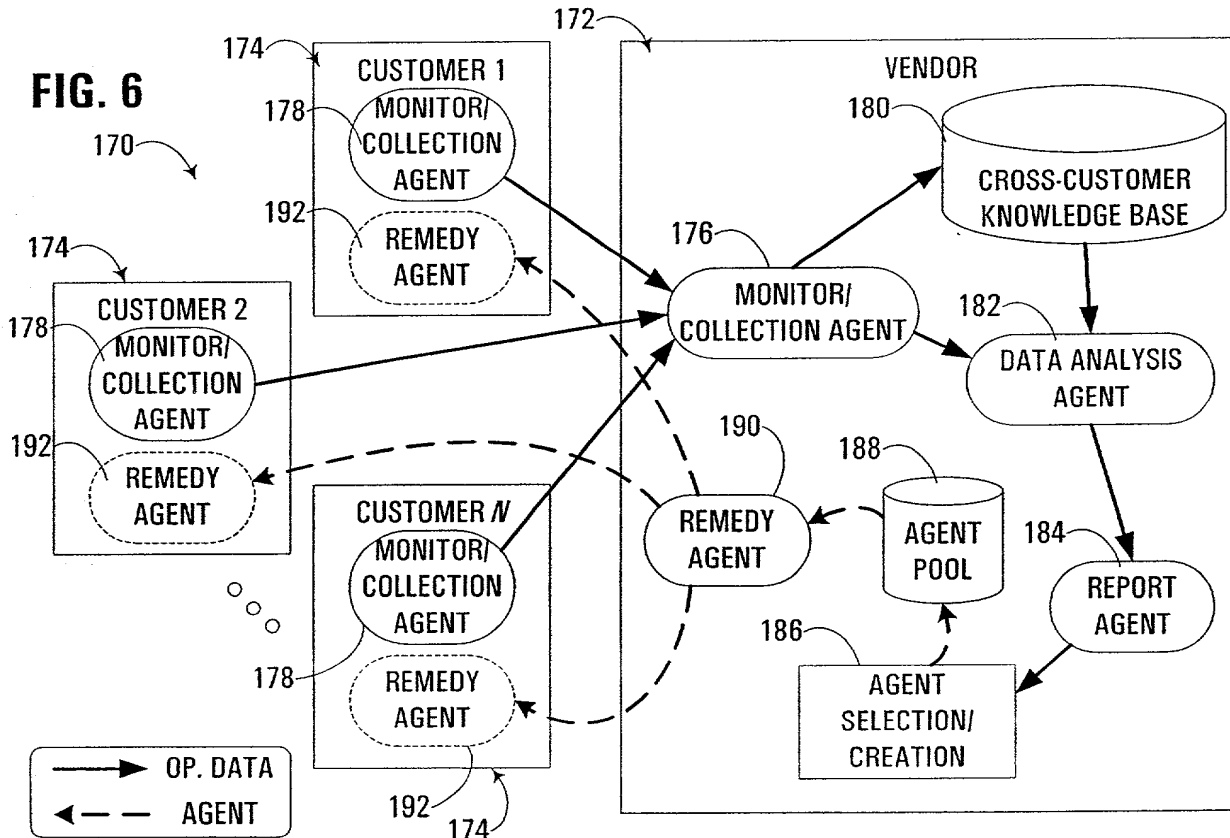 FIG. 6
170
174
CUSTOMER 1
178
MONITOR/
COLLECTION
AGENT
192
REMEDY
AGENT
174
CUSTOMER 2
178
MONITOR/
COLLECTION
AGENT
192
REMEDY
AGENT
CUSTOMER N
MONITOR/
COLLECTION
AGENT
178
REMEDY
AGENT
192
174
172
VENDOR
180
CROSS-CUSTOMER
KNOWLEDGE BASE
176
MONITOR/
COLLECTION AGENT
182
DATA ANALYSIS
AGENT
190
REMEDY
AGENT
188
AGENT
POOL
184
REPORT
AGENT
186
AGENT
SELECTION/
CREATION
OP. DATA
AGENT